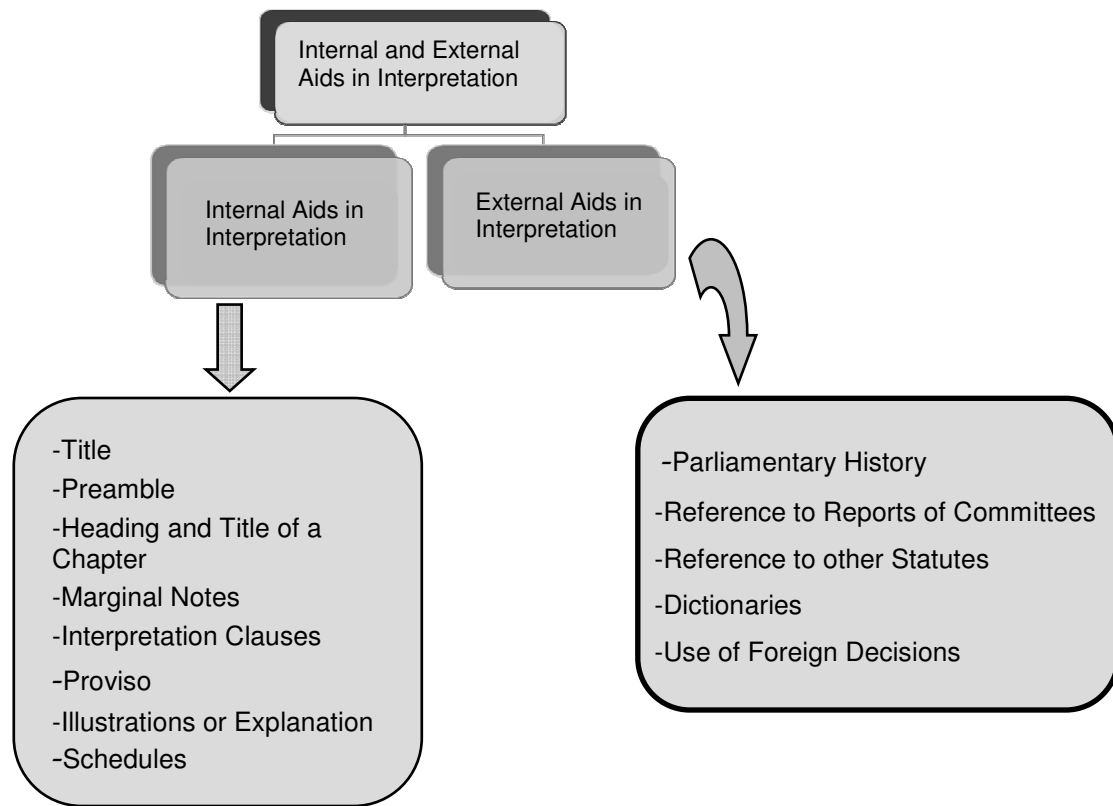 Internal and External
Aids in Interpretation
Internal Aids in
Interpretation
External Aids in
Interpretation
-Title
-Preamble
-Heading and Title of a
Chapter
-Marginal Notes
-Interpretation Clauses
-Proviso
-Illustrations or Explanation
-Schedules
-Parliamentary History
-Reference to Reports of Committees
-Reference to other Statutes
-Dictionaries
-Use of Foreign Decisions